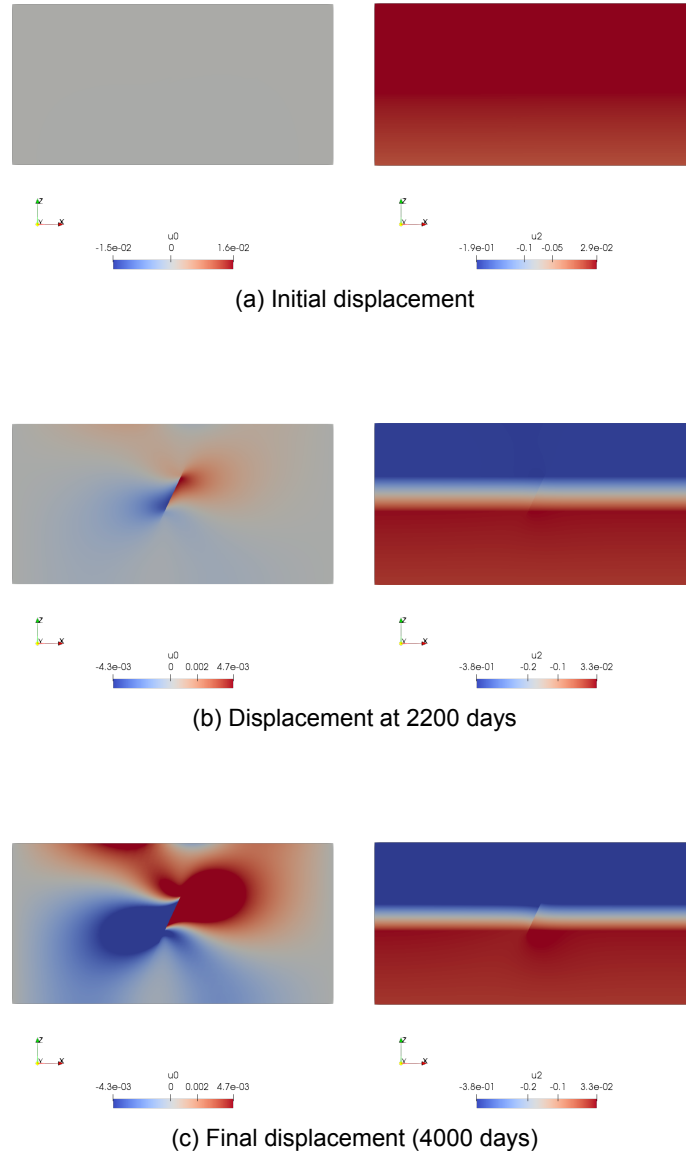 Z
Y X
Z
Y X
u0
-1.5e-02 0 1.6e-02
u2
-1.9e-01 -0.1 -0.05 2.9e-02
(a) Initial displacement
Z
Y X
Z
Y X
u0
-4.3e-03 0 0.002 4.7e-03
u2
-3.8e-01 -0.2 -0.1 3.3e-02
(b) Displacement at 2200 days
Z
Y X
Z
Y X
u0
-4.3e-03 0 0.002 4.7e-03
u2
-3.8e-01 -0.2 -0.1 3.3e-02
(c) Final displacement (4000 days)